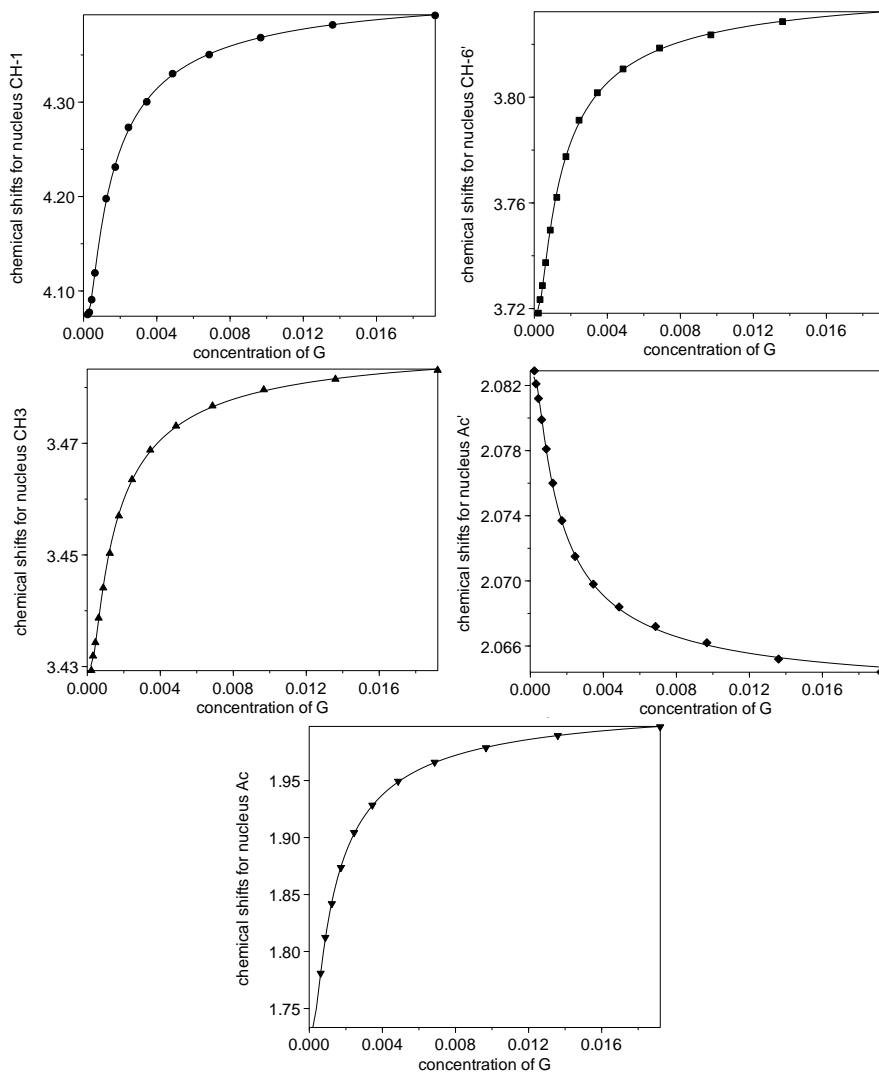 chemical shifts for nucleus CH-1
4.30
4.20
4.10
0.000 0.004 0.008 0.012 0.016
concentration of G
chemical shifts for nucleus CH-6'
3.80
3.76
3.72
0.000 0.004 0.008 0.012 0.016
concentration of G
chemical shifts for nucleus CH3
3.47
3.45
3.43
0.000 0.004 0.008 0.012 0.016
concentration of G
chemical shifts for nucleus Ac'
2.082
2.078
2.074
2.070
2.066
0.000 0.004 0.008 0.012 0.016
concentration of G
chemical shifts for nucleus Ac
1.95
1.90
1.85
1.80
1.75
0.000 0.004 0.008 0.012 0.016
concentration of G